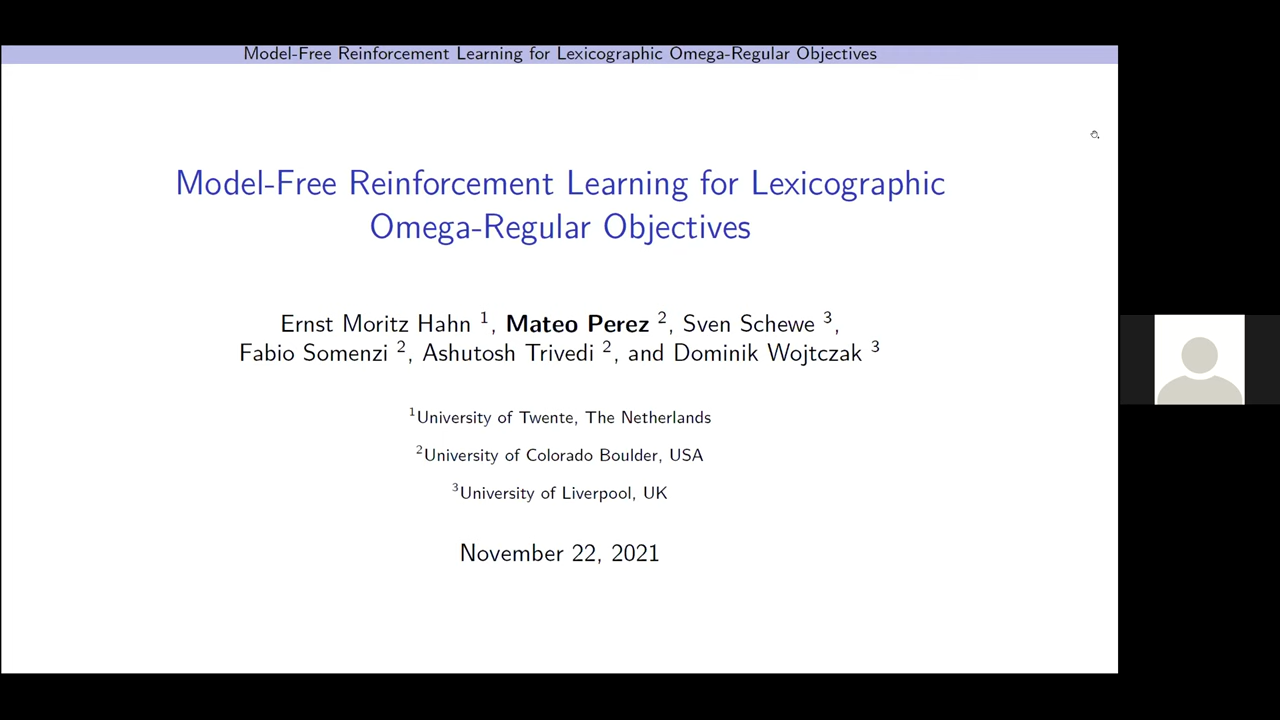 Model-Free Reinforcement Learning for Lexicographic Omega-Regular Objectives
Model-Free Reinforcement Learning for Lexicographic
Omega-Regular Objectives
Ernst Moritz Hahn ¹, Mateo Perez ², Sven Schewe ³,
Fabio Somenzi ², Ashutosh Trivedi ², and Dominik Wojtczak ³
¹University of Twente, The Netherlands
²University of Colorado Boulder, USA
³University of Liverpool, UK
November 22, 2021